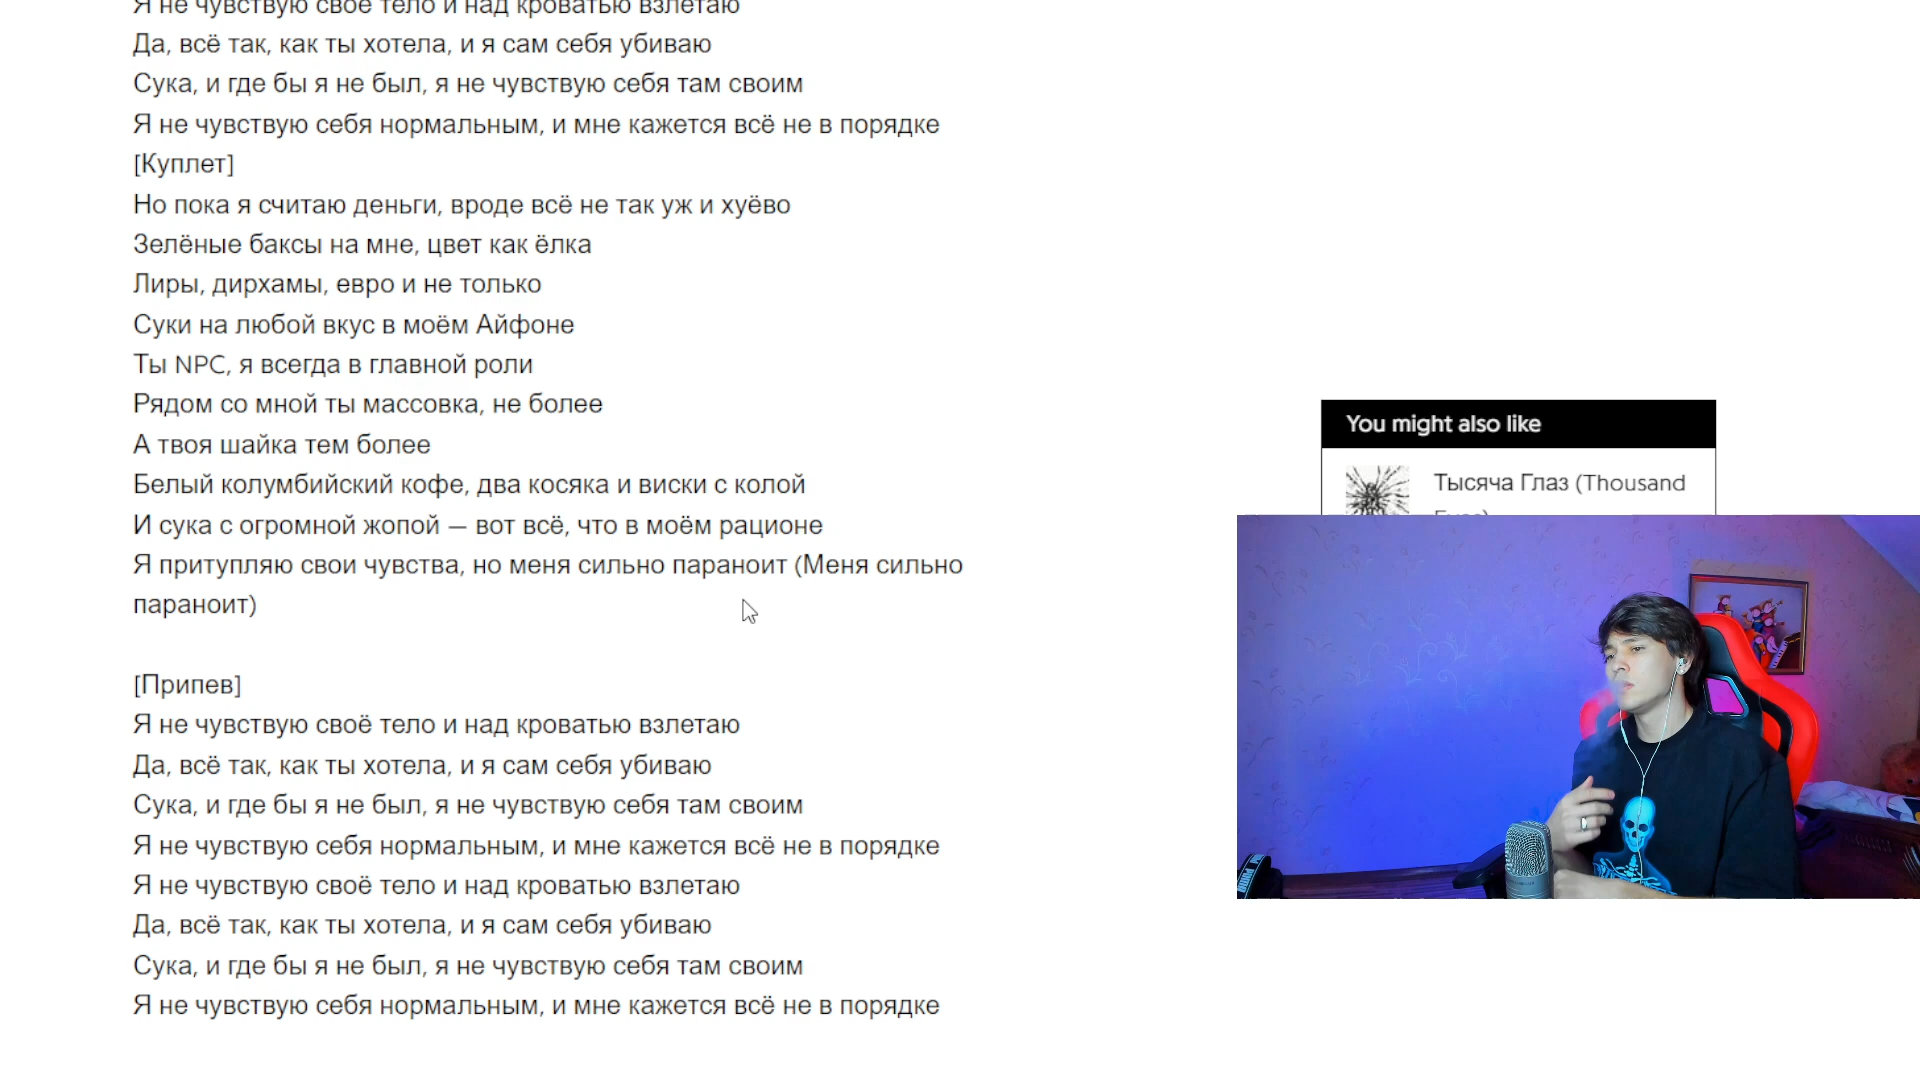 Я не чувствую своё тело и над кроватью взлетаю
Да, всё так, как ты хотела, и я сам себя убиваю
Сука, и где бы я не был, я не чувствую себя там своим
Я не чувствую себя нормальным, и мне кажется всё не в порядке
[Куплет]
Но пока я считаю деньги, вроде всё не так уж и хуёво
Зелёные баксы на мне, цвет как ёлка
Лиры, дирхамы, евро и не только
Суки на любой вкус в моём Айфоне
Ты NPC, я всегда в главной роли
Рядом со мной ты массовка, не более
А твоя шайка тем более
Белый колумбийский кофе, два косяка и виски с колой
И сука с огромной жопой — вот всё, что в моём рационе
Я притупляю свои чувства, но меня сильно параноит (Меня сильно
параноит)
[Припев]
Я не чувствую своё тело и над кроватью взлетаю
Да, всё так, как ты хотела, и я сам себя убиваю
Сука, и где бы я не был, я не чувствую себя там своим
Я не чувствую себя нормальным, и мне кажется всё не в порядке
Я не чувствую своё тело и над кроватью взлетаю
Да, всё так, как ты хотела, и я сам себя убиваю
Сука, и где бы я не был, я не чувствую себя там своим
Я не чувствую себя нормальным, и мне кажется всё не в порядке
You might also like
Тысяча Глаз (Thousand